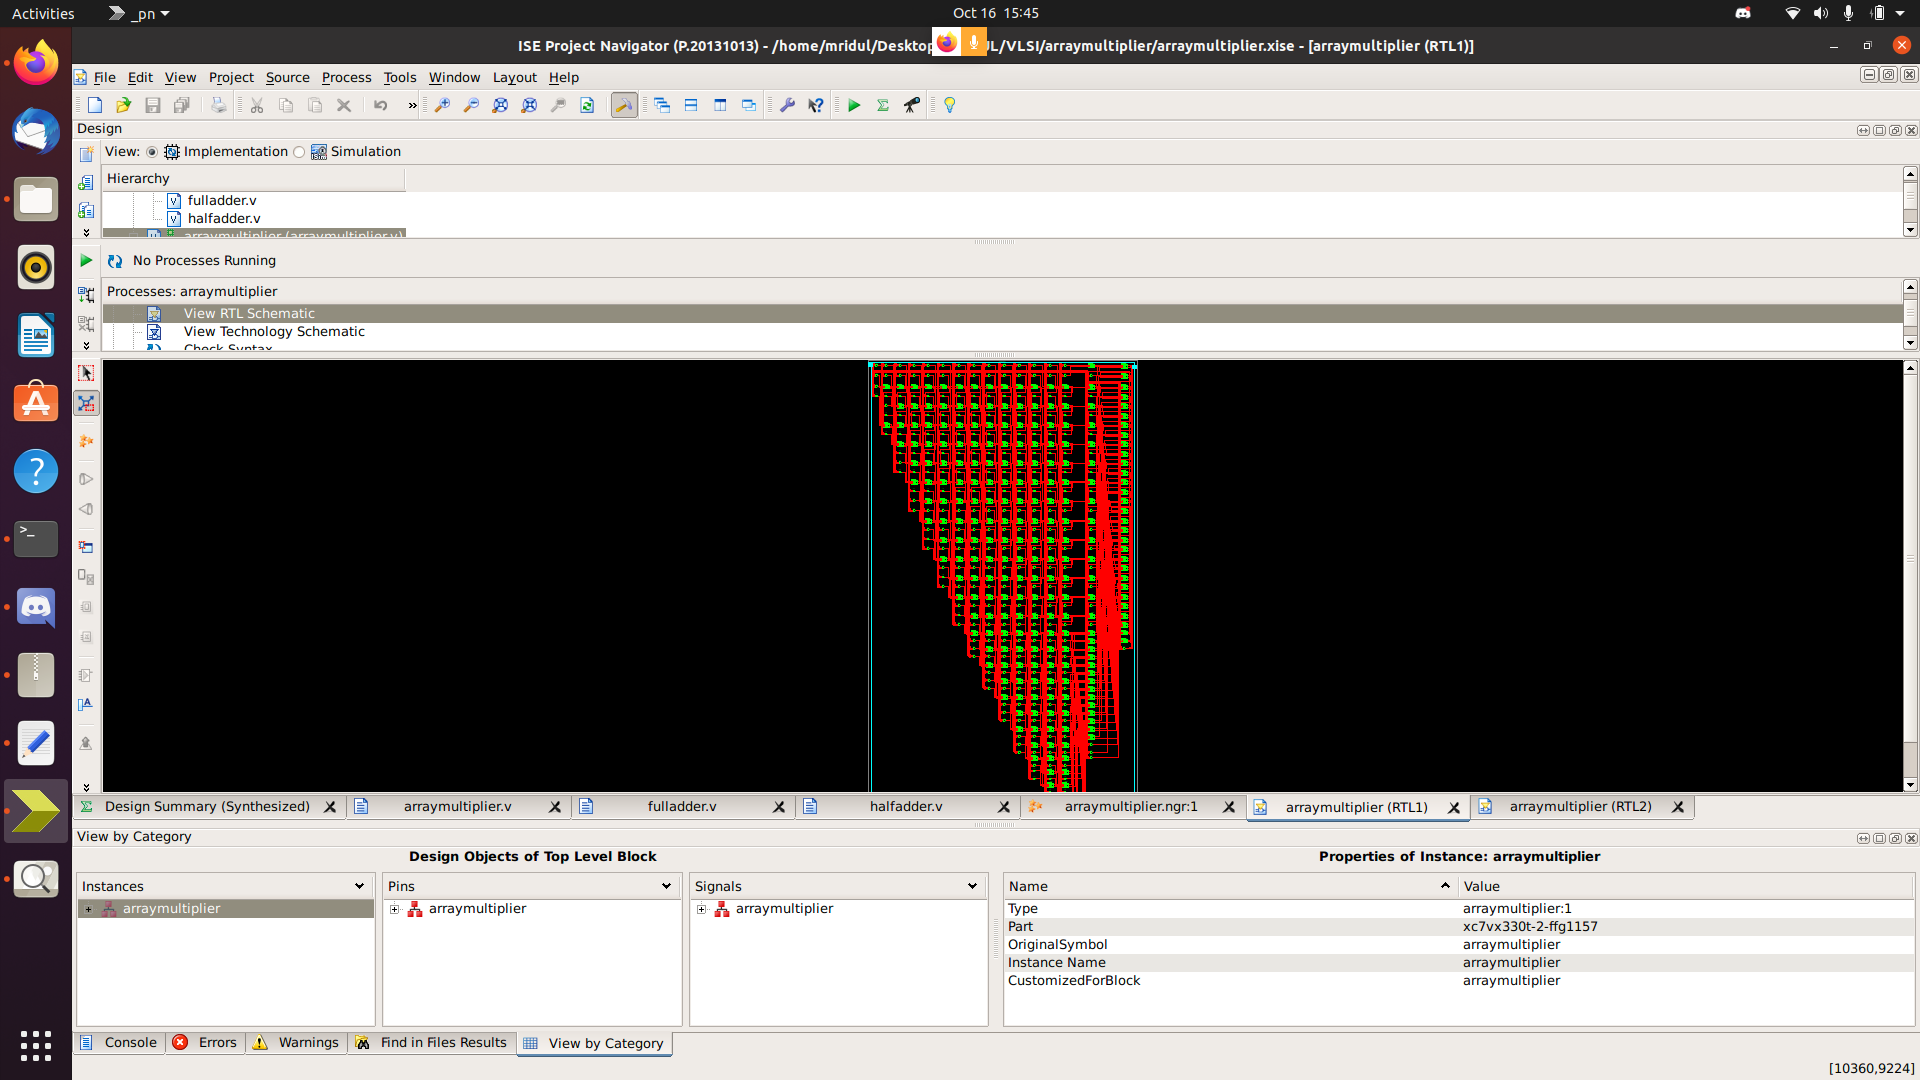 Activities
_pn
Oct 16 15:45
ISE Project Navigator (P.20131013) - /home/mridul/Desktop
L/VLSI/arraymultiplier/arraymultiplier.xise - [arraymultiplier (RTL1)]
File Edit View Project Source Process Tools Window Layout Help
Design
View: Implementation Simulation
Hierarchy
fulladder.v
halfadder.v
arraymultiplier (arraymultiplier.v)
No Processes Running
Processes: arraymultiplier
View RTL Schematic
View Technology Schematic
Check Syntax
Design Summary (Synthesized) arraymultiplier.v fulladder.v halfadder.v arraymultiplier.ngr:1 arraymultiplier (RTL1) arraymultiplier (RTL2)
View by Category
Design Objects of Top Level Block
Properties of Instance: arraymultiplier
Instances Pins Signals Name Value
arraymultiplier arraymultiplier arraymultiplier
Type arraymultiplier:1
Part xc7vx330t-2-ffg1157
OriginalSymbol arraymultiplier
Instance Name arraymultiplier
CustomizedForBlock arraymultiplier
Console Errors Warnings Find in Files Results View by Category
[10360,9224]